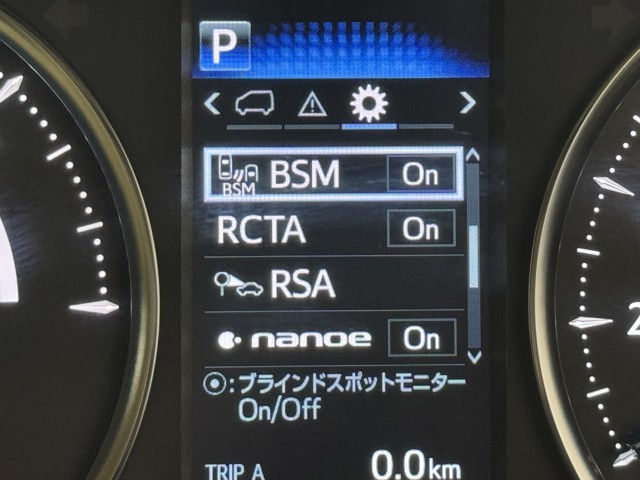 P
BSM
BSM On
RCTA On
RSA
nanoe On
⦿:ブラインドスポットモニター
On/Off
TRIP A 0.0km
2